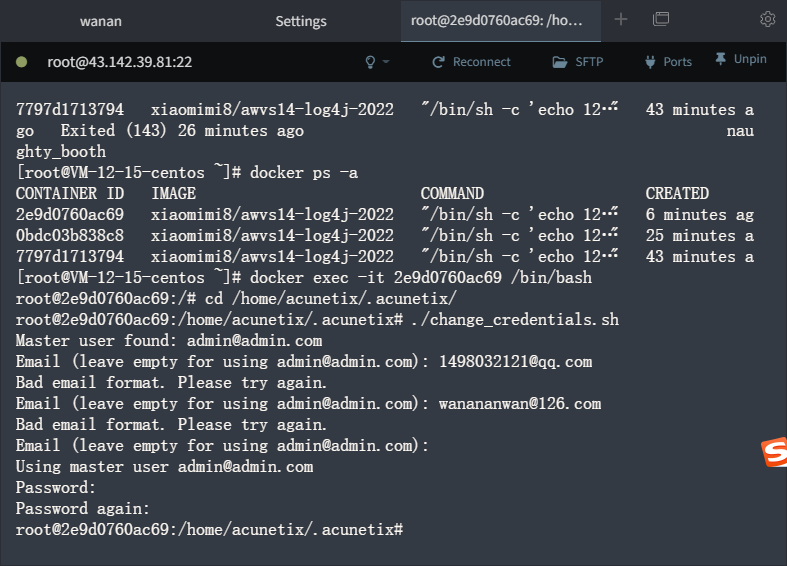 wanan Settings root@2e9d0760ac69: /ho...
root@43.142.39.81:22 Reconnect SFTP Ports Unpin
7797d1713794 xiaomimi8/awvs14-log4j-2022 "/bin/sh -c 'echo 12…" 43 minutes a
go Exited (143) 26 minutes ago nau
ghty_booth
[root@VM-12-15-centos ~]# docker ps -a
CONTAINER ID IMAGE COMMAND CREATED
2e9d0760ac69 xiaomimi8/awvs14-log4j-2022 "/bin/sh -c 'echo 12…" 6 minutes ag
0bdc03b838c8 xiaomimi8/awvs14-log4j-2022 "/bin/sh -c 'echo 12…" 25 minutes a
7797d1713794 xiaomimi8/awvs14-log4j-2022 "/bin/sh -c 'echo 12…" 43 minutes a
[root@VM-12-15-centos ~]# docker exec -it 2e9d0760ac69 /bin/bash
root@2e9d0760ac69:/# cd /home/acunetix/.acunetix/
root@2e9d0760ac69:/home/acunetix/.acunetix# ./change_credentials.sh
Master user found: admin@admin.com
Email (leave empty for using admin@admin.com): 1498032121@qq.com
Bad email format. Please try again.
Email (leave empty for using admin@admin.com): wanananwan@126.com
Bad email format. Please try again.
Email (leave empty for using admin@admin.com):
Using master user admin@admin.com
Password:
Password again:
root@2e9d0760ac69:/home/acunetix/.acunetix#